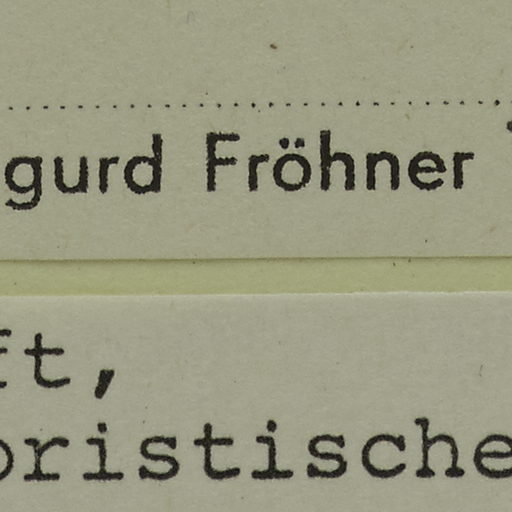 gurd Fröhner
ft,
oristische